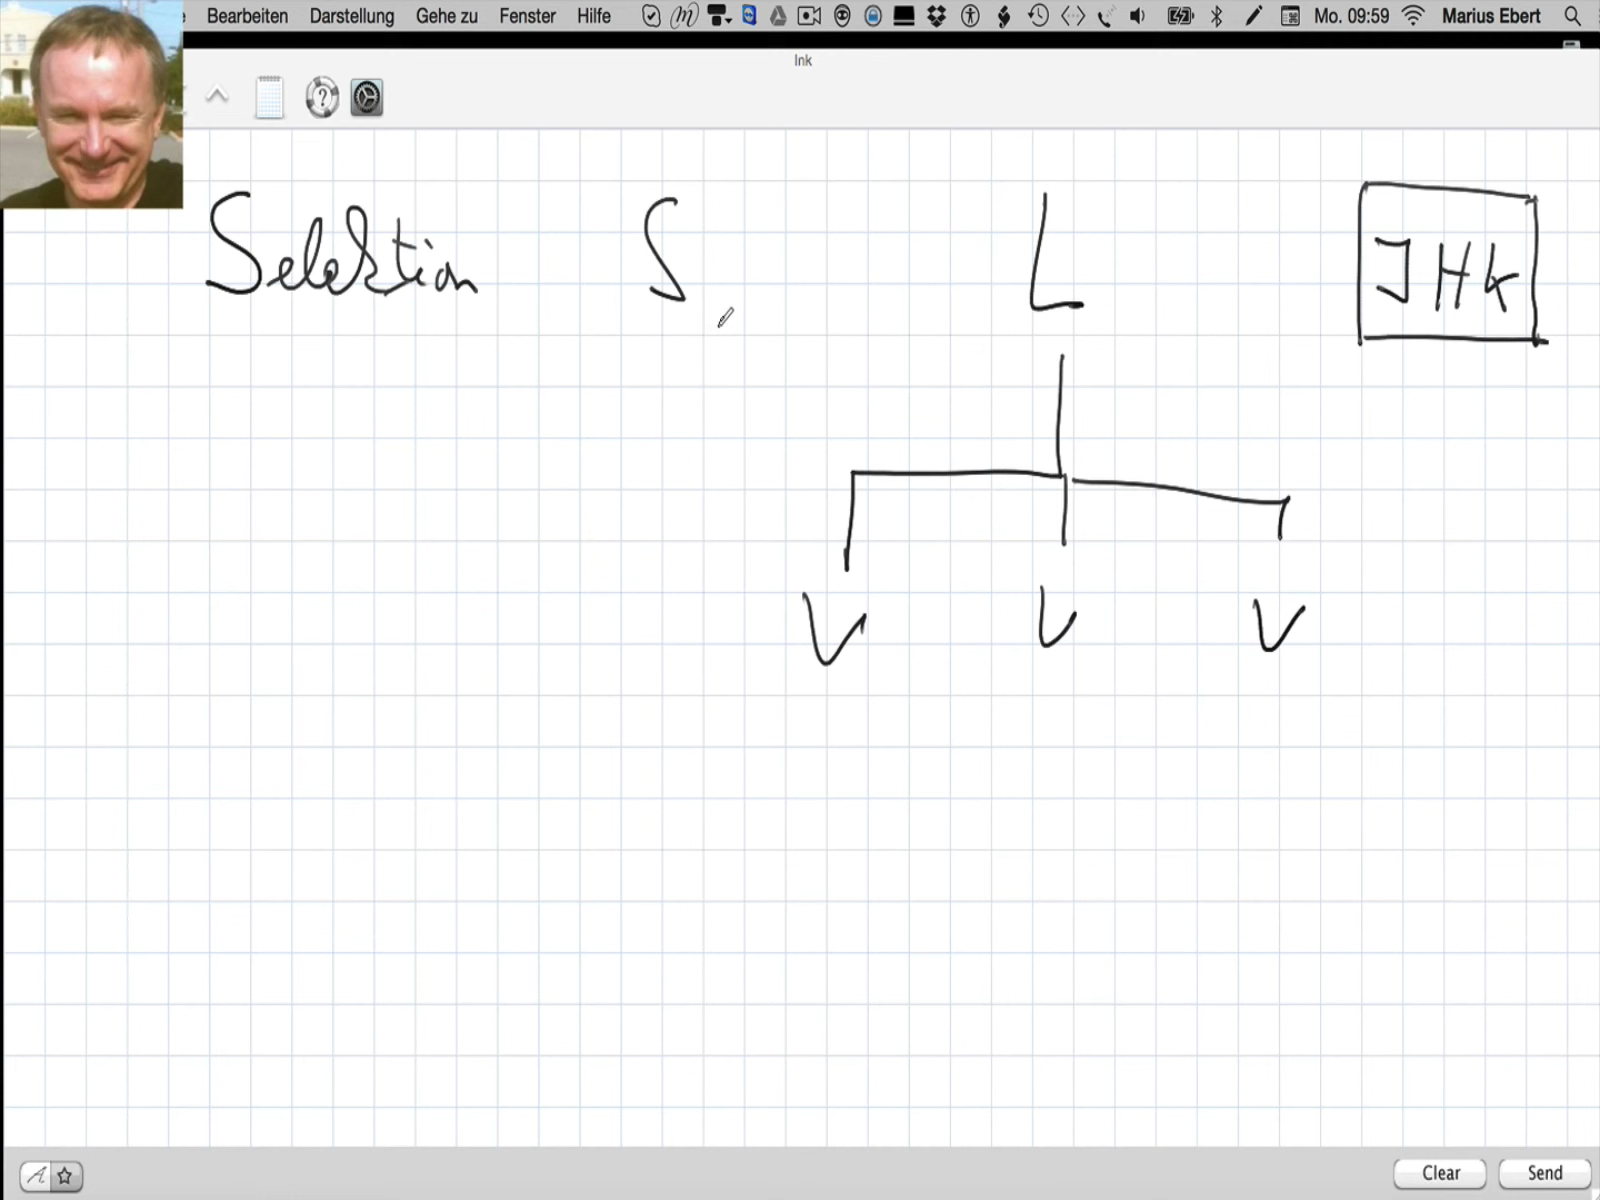 Bearbeiten Darstellung Gehe zu Fenster Hilfe Mo. 09:59 Marius Ebert
Ink
Selektion S L IHK
V V V
Clear Send